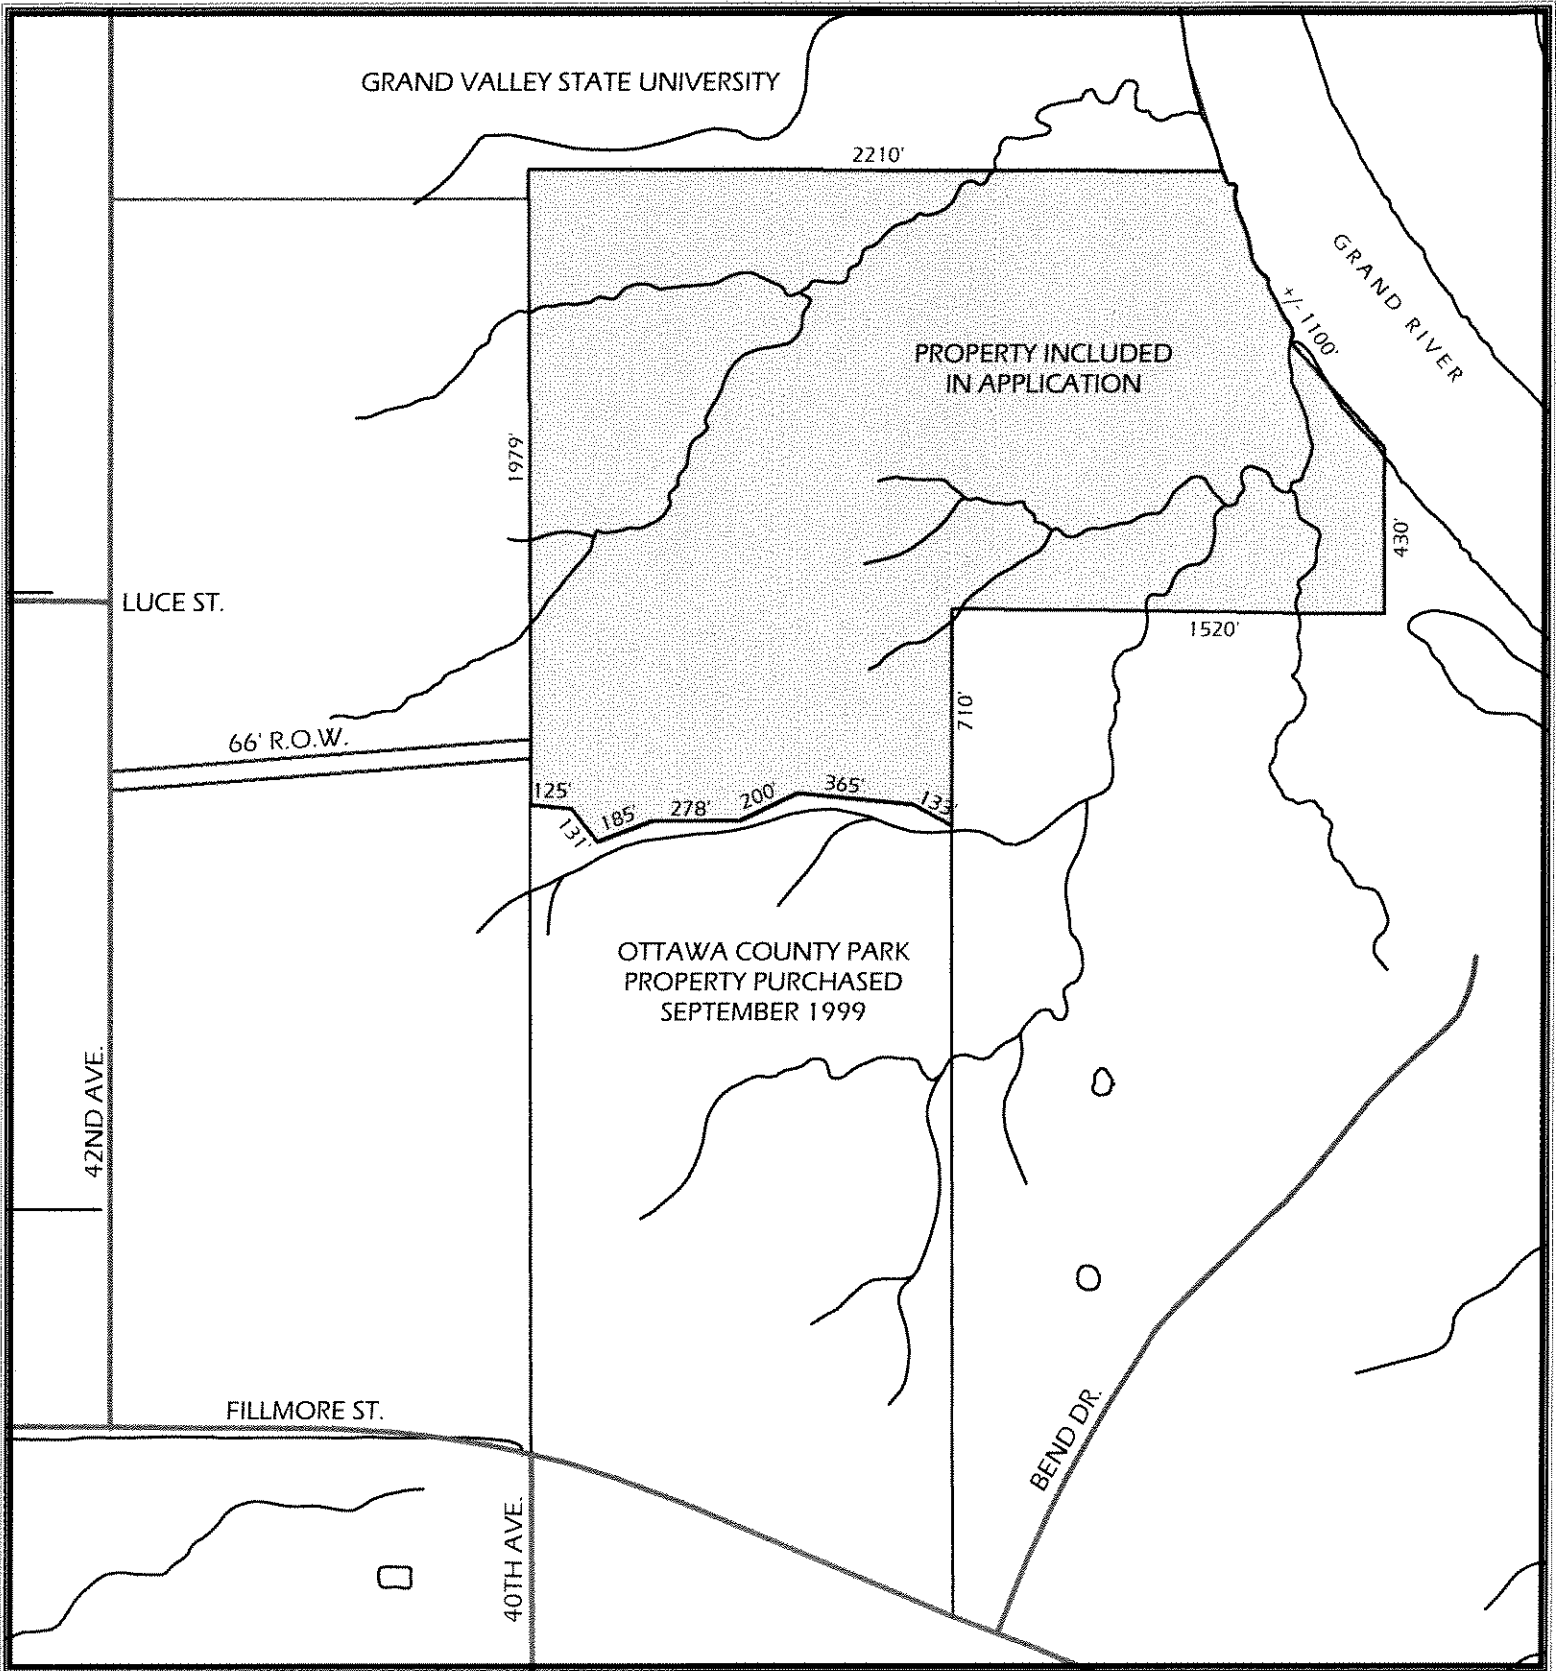 GRAND VALLEY STATE UNIVERSITY
2210'
GRAND RIVER
+/- 1100'
PROPERTY INCLUDED
IN APPLICATION
1979'
430'
LUCE ST.
1520'
710'
66' R.O.W.
125'
131'
185'
278'
200'
365'
133'
OTTAWA COUNTY PARK
PROPERTY PURCHASED
SEPTEMBER 1999
42ND AVE.
FILLMORE ST.
BEND DR.
40TH AVE.